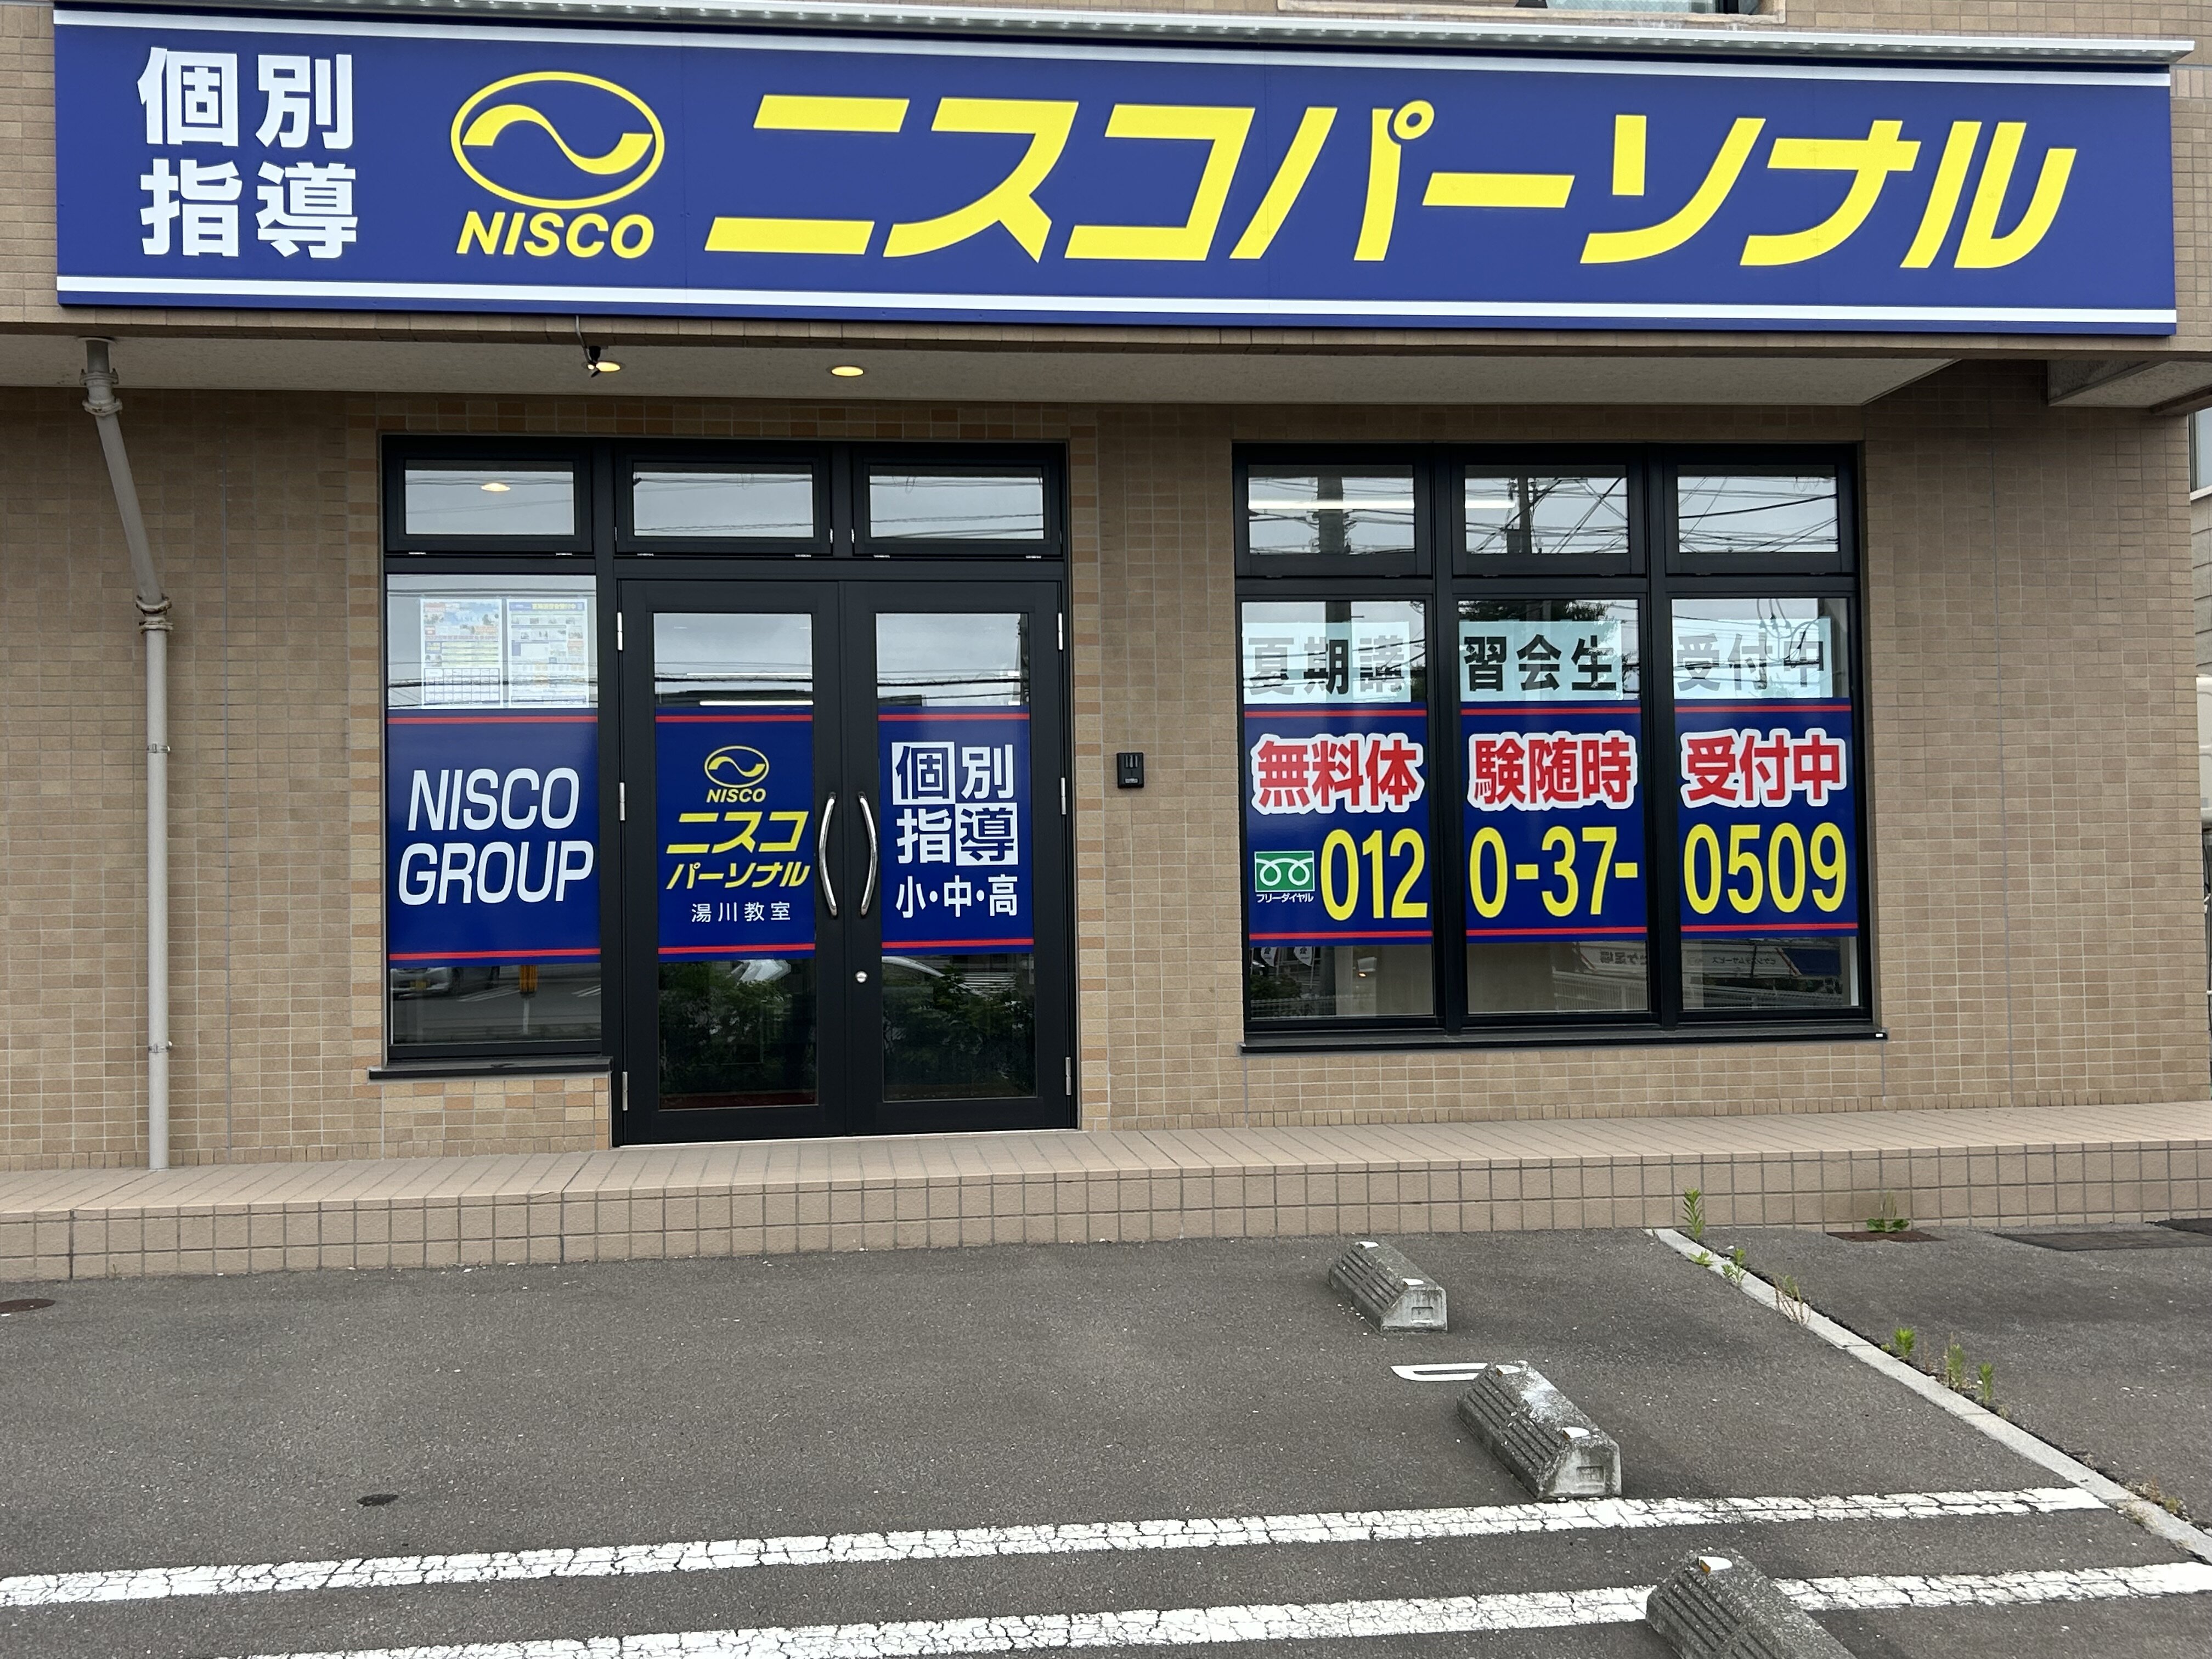 個別
指導
NISCO
ニスコパーソナル
NISCO
GROUP
NISCO
ニスコ
パーソナル
湯川教室
個別
指導
小・中・高
夏期講習会生受付中
無料体験随時受付中
フリーダイヤル
0120-37-0509